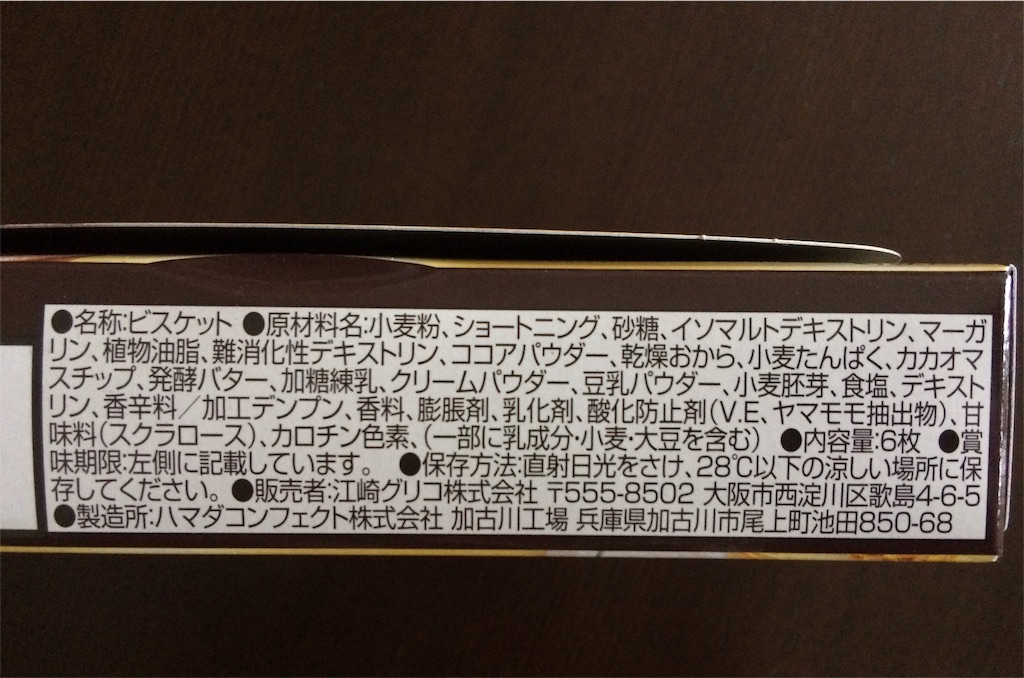 ●名称:ビスケット ●原材料名:小麦粉、ショートニング、砂糖、イソマルトデキストリン、マーガ
リン、植物油脂、難消化性デキストリン、ココアパウダー、乾燥おから、小麦たんぱく、カカオマ
スチップ、発酵バター、加糖練乳、クリームパウダー、豆乳パウダー、小麦胚芽、食塩、デキスト
リン、香辛料／加工デンプン、香料、膨脹剤、乳化剤、酸化防止剤(V.E、ヤマモモ抽出物)、甘
味料(スクラロース)、カロチン色素、(一部に乳成分・小麦・大豆を含む) ●内容量:6枚 ●賞
味期限:左側に記載しています。 ●保存方法:直射日光をさけ、28℃以下の涼しい場所に保
存してください。●販売者:江崎グリコ株式会社 〒555-8502 大阪市西淀川区歌島4-6-5
●製造所:ハマダコンフェクト株式会社 加古川工場 兵庫県加古川市尾上町池田850-68